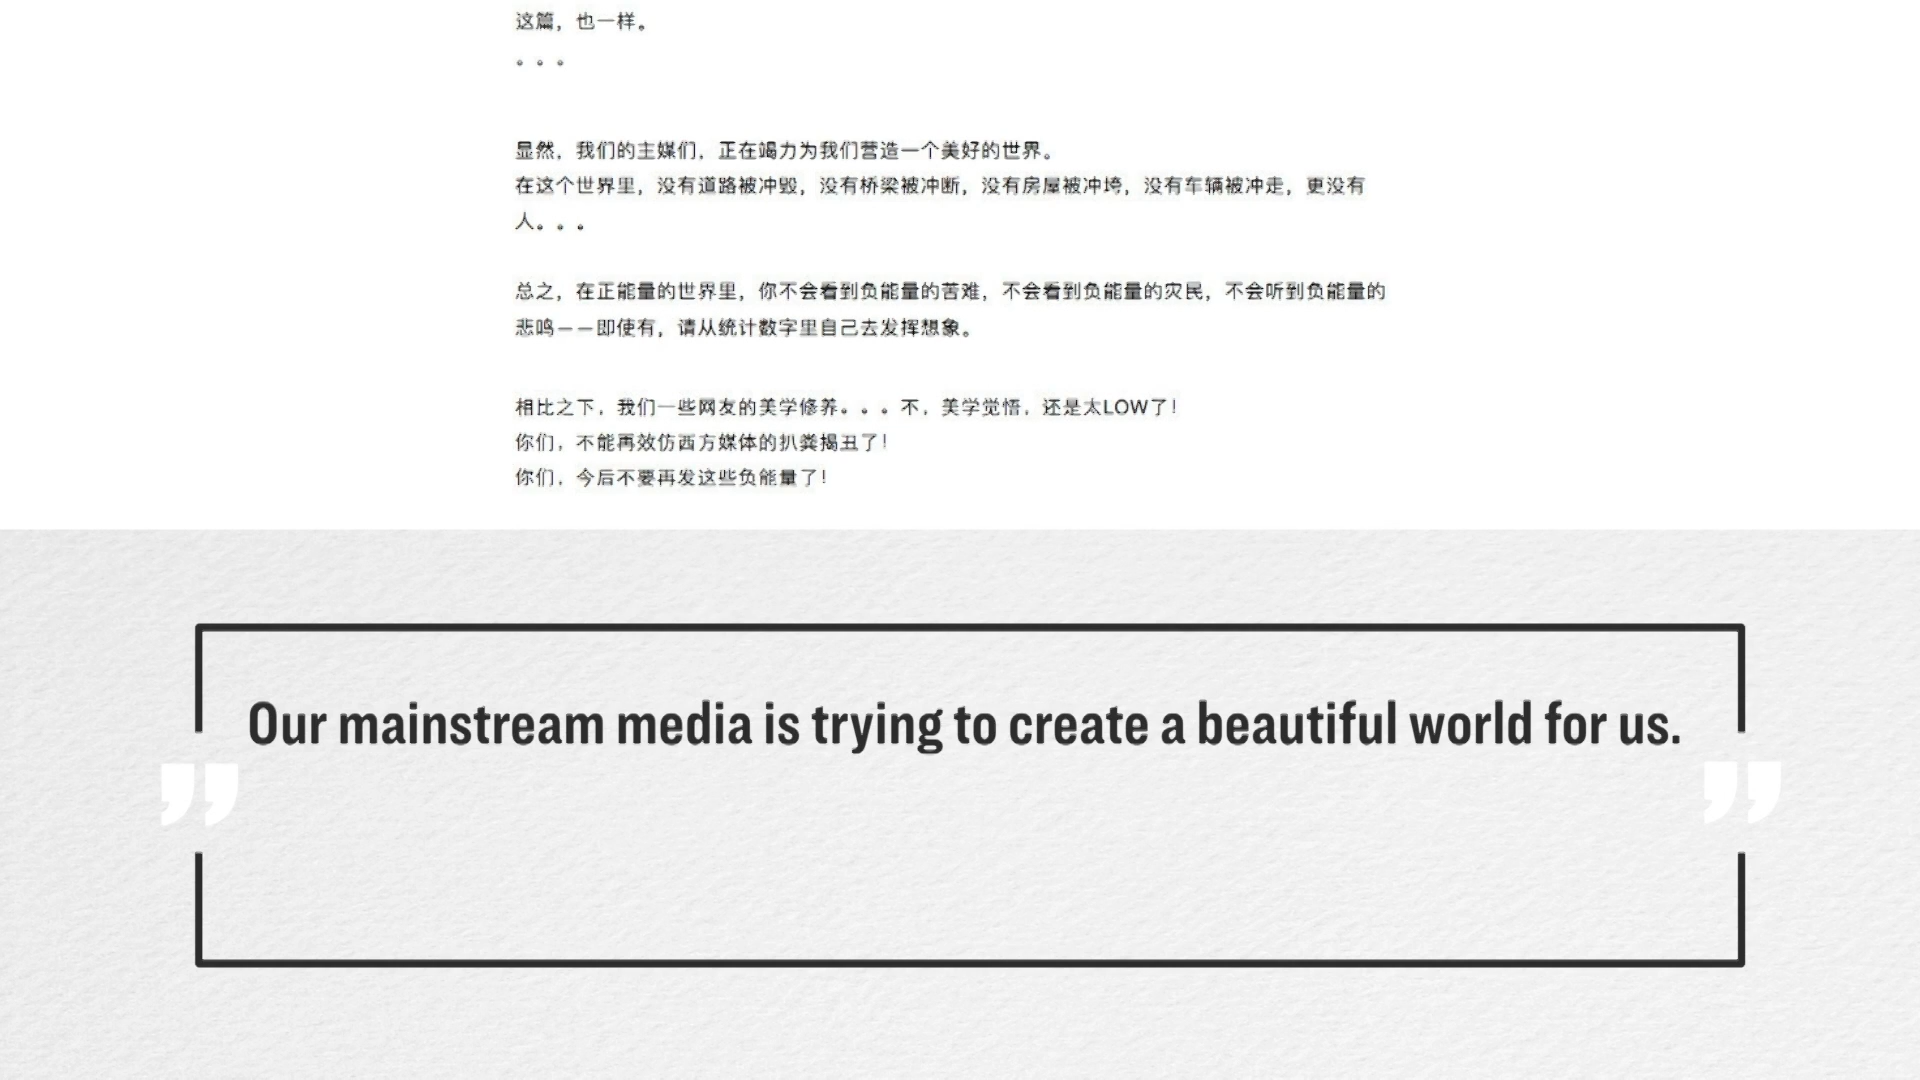 这篇，也一样。
。。。
显然，我们的主媒们，正在竭力为我们营造一个美好的世界。
在这个世界里，没有道路被冲毁，没有桥梁被冲断，没有房屋被冲垮，没有车辆被冲走，更没有
人。。。
总之，在正能量的世界里，你不会看到负能量的苦难，不会看到负能量的灾民，不会听到负能量的
悲鸣——即使有，请从统计数字里自己去发挥想象。
相比之下，我们一些网友的美学修养。。。不，美学觉悟，还是太LOW了！
你们，不能再效仿西方媒体的扒粪揭丑了！
你们，今后不要再发这些负能量了！
Our mainstream media is trying to create a beautiful world for us.